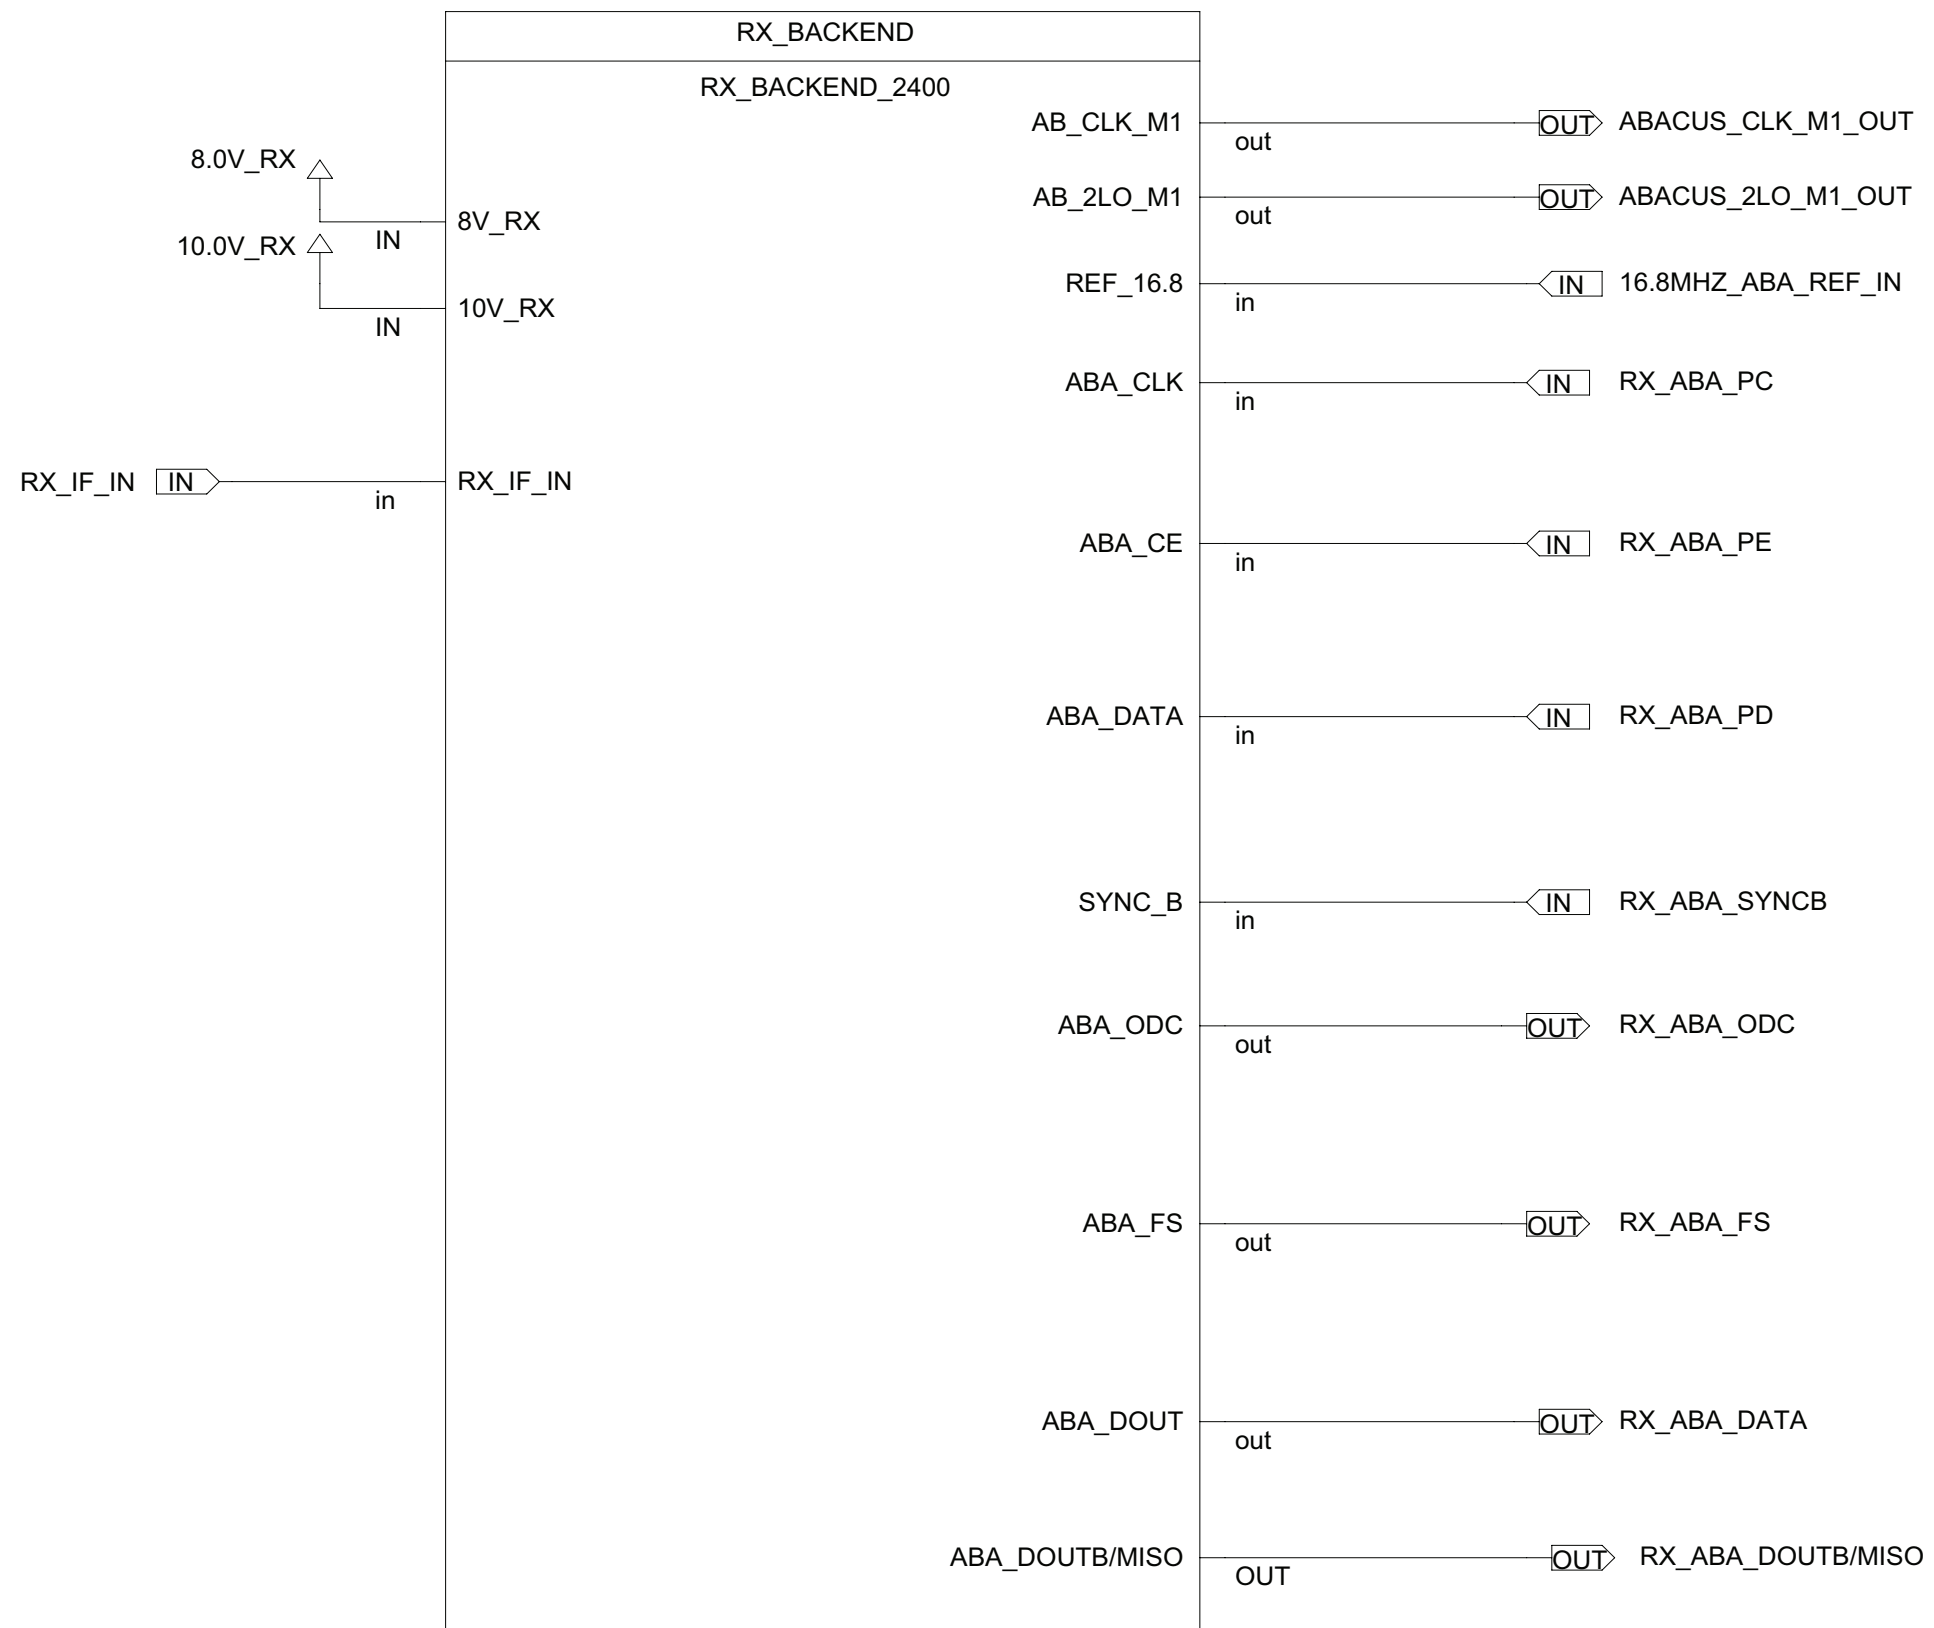 RX_BACKEND
RX_BACKEND_2400
AB_CLK_M1 out OUT ABACUS_CLK_M1_OUT
8.0V_RX
AB_2LO_M1 out OUT ABACUS_2LO_M1_OUT
IN 8V_RX
10.0V_RX
REF_16.8 in IN 16.8MHZ_ABA_REF_IN
IN 10V_RX
ABA_CLK in IN RX_ABA_PC
RX_IF_IN IN in RX_IF_IN
ABA_CE in IN RX_ABA_PE
ABA_DATA in IN RX_ABA_PD
SYNC_B in IN RX_ABA_SYNCB
ABA_ODC out OUT RX_ABA_ODC
ABA_FS out OUT RX_ABA_FS
ABA_DOUT out OUT RX_ABA_DATA
ABA_DOUTB/MISO OUT OUT RX_ABA_DOUTB/MISO